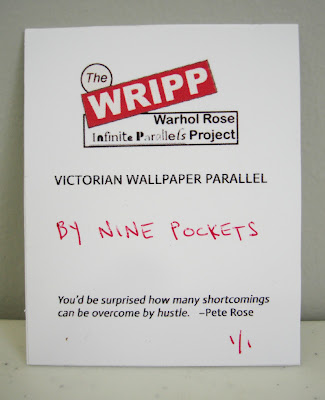 The
WRIPP
Warhol Rose
Infinite Parallels Project
VICTORIAN WALLPAPER PARALLEL
BY NINE POCKETS
You'd be surprised how many shortcomings
can be overcome by hustle. –Pete Rose
1/1